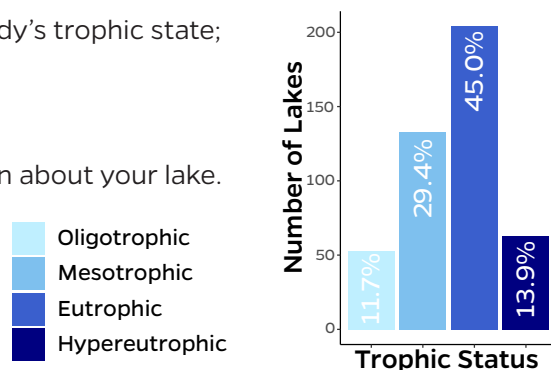 dy's trophic state;
n about your lake.
Oligotrophic
Mesotrophic
Eutrophic
Hypereutrophic
Number of Lakes
200
150
100
50
0
11.7%
29.4%
45.0%
13.9%
Trophic Status